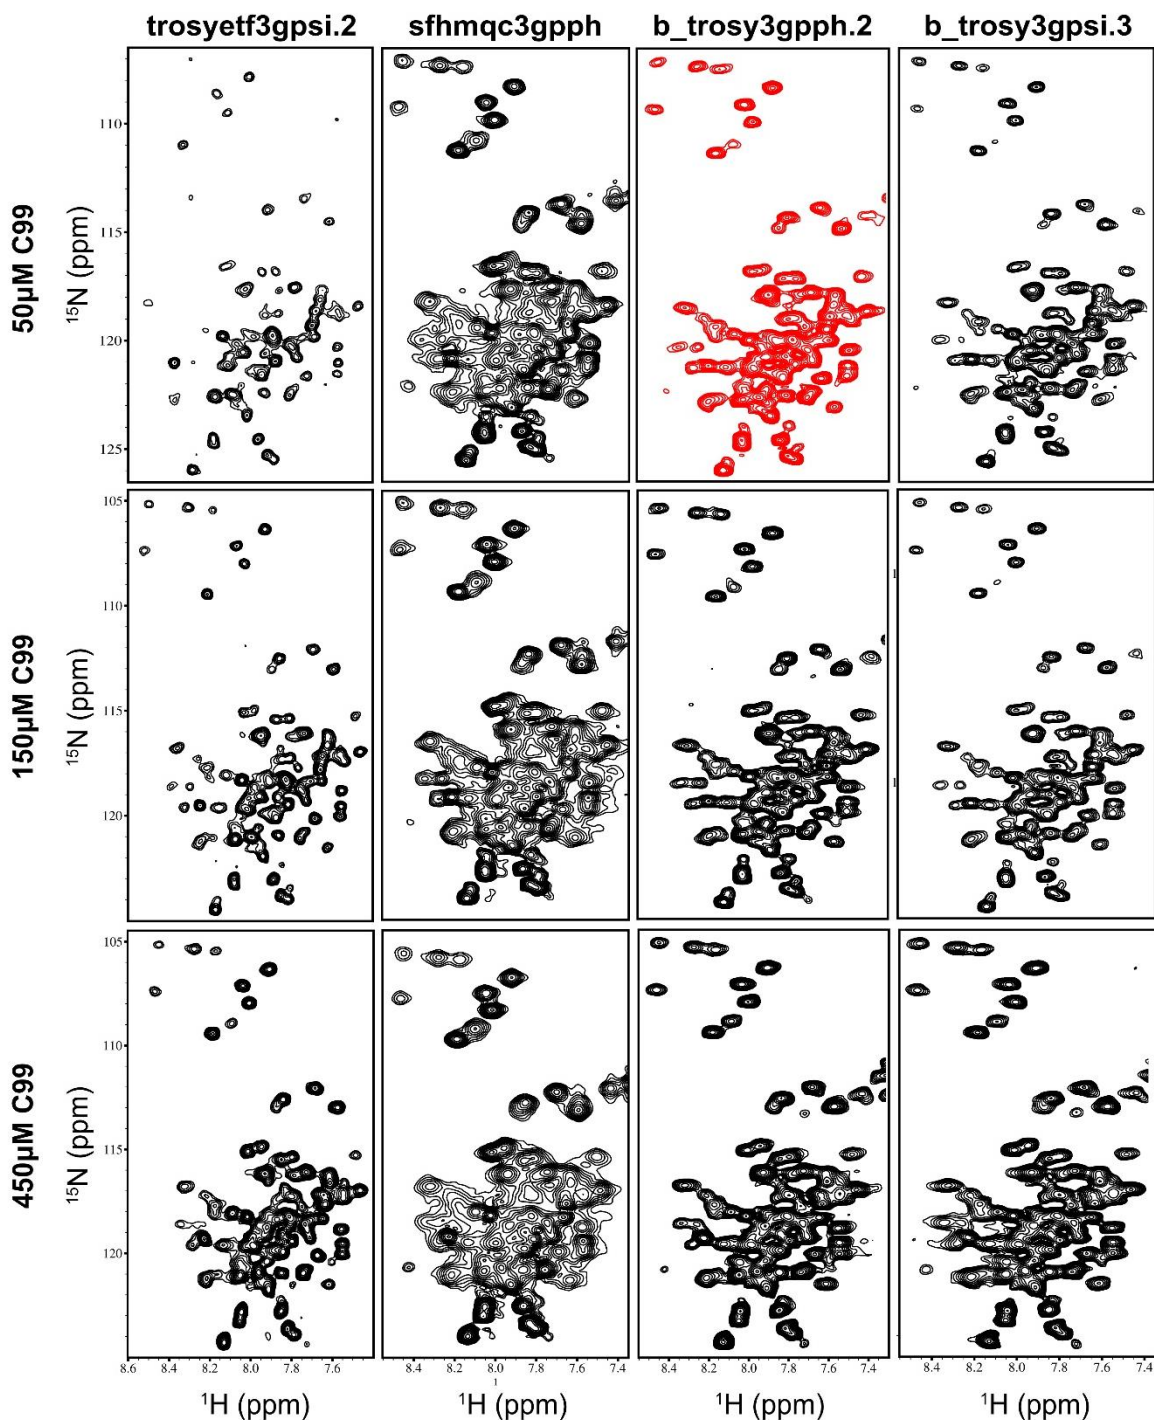 trosyetf3gpsi.2 sfhmqc3gpph b_trosy3gpph.2 b_trosy3gpsi.3
50µM C99
15N (ppm)
110
115
120
125
150µM C99
15N (ppm)
105
110
115
120
450µM C99
15N (ppm)
105
110
115
120
8.6 8.4 8.2 8.0 7.8 7.6 8.4 8.2 8.0 7.8 7.6 7.4 8.4 8.2 8.0 7.8 7.6 7.4 8.4 8.2 8.0 7.8 7.6 7.4
1
1H (ppm) 1H (ppm) 1H (ppm) 1H (ppm)